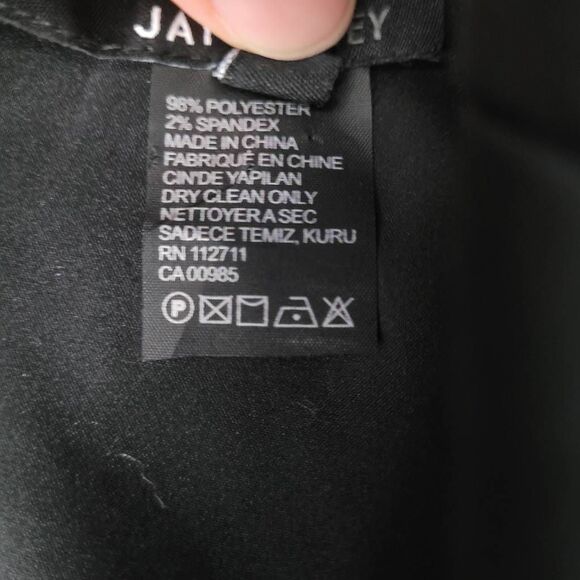 98% POLYESTER
2% SPANDEX
MADE IN CHINA
FABRIQUÉ EN CHINE
CIN'DE YAPILAN
DRY CLEAN ONLY
NETTOYER A SEC
SADECE TEMIZ, KURU
RN 112711
CA 00985
P